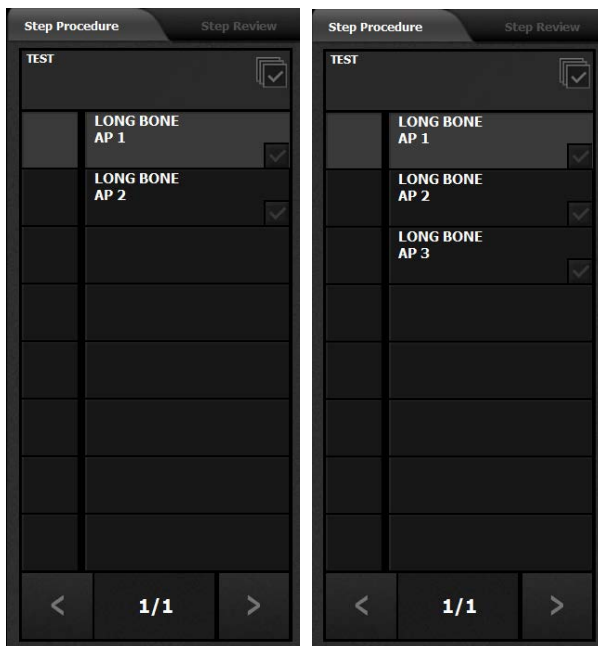 Step Procedure
Step Review
TEST
LONG BONE
AP 1
LONG BONE
AP 2
< 1/1 >
Step Procedure
Step Review
TEST
LONG BONE
AP 1
LONG BONE
AP 2
LONG BONE
AP 3
< 1/1 >